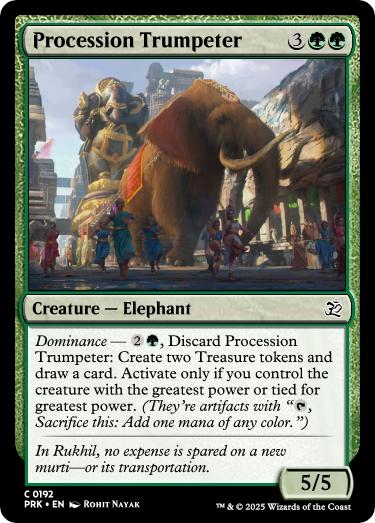 Procession Trumpeter 3
Creature — Elephant
Dominance — 2, Discard Procession
Trumpeter: Create two Treasure tokens and
draw a card. Activate only if you control the
creature with the greatest power or tied for
greatest power. (They're artifacts with “,
Sacrifice this: Add one mana of any color.”)
In Rukhil, no expense is spared on a new
murti—or its transportation.
5/5
C 0192
PRK • EN Rohit Nayak
™ & © 2025 Wizards of the Coast